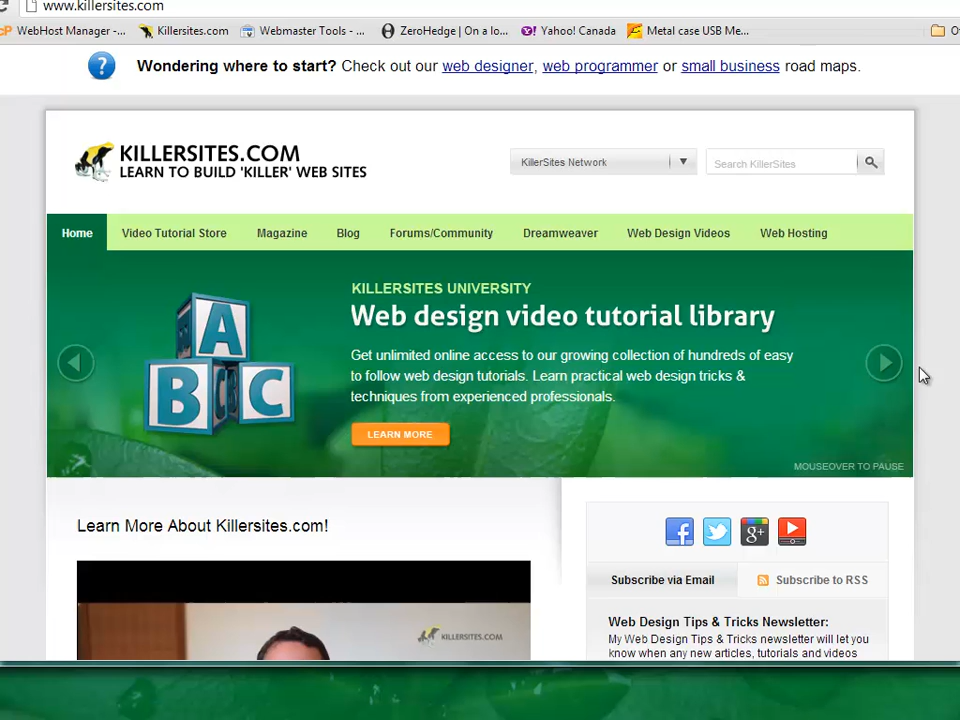 www.killersites.com
WebHost Manager -...
Killersites.com
Webmaster Tools - ...
ZeroHedge | On a lo...
Yahoo! Canada
Metal case USB Me...
Wondering where to start? Check out our web designer, web programmer or small business road maps.
KILLERSITES.COM
LEARN TO BUILD 'KILLER' WEB SITES
KillerSites Network
Search KillerSites
Home
Video Tutorial Store
Magazine
Blog
Forums/Community
Dreamweaver
Web Design Videos
Web Hosting
KILLERSITES UNIVERSITY
Web design video tutorial library
Get unlimited online access to our growing collection of hundreds of easy
to follow web design tutorials. Learn practical web design tricks &
techniques from experienced professionals.
LEARN MORE
A
B C C
MOUSEOVER TO PAUSE
Learn More About Killersites.com!
KILLERSITES.COM
Subscribe via Email
Subscribe to RSS
Web Design Tips & Tricks Newsletter:
My Web Design Tips & Tricks newsletter will let you
know when any new articles, tutorials and videos